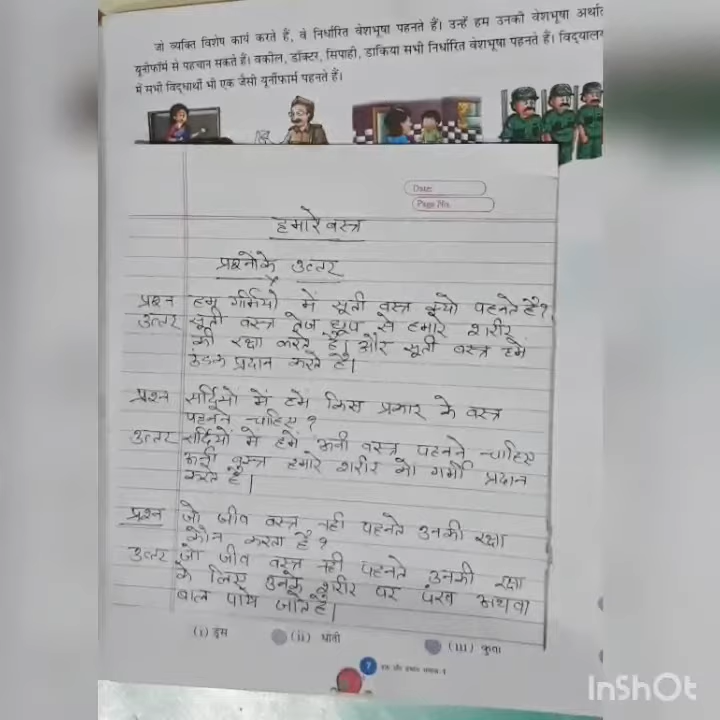 जो व्यक्ति विशेष कार्य करते हैं, वे निर्धारित वेशभूषा पहनते हैं। उन्हें हम उनकी वेशभूषा अर्थात्
यूनीफॉर्म से पहचान सकते हैं। वकील, डॉक्टर, सिपाही, डाकिया सभी निर्धारित वेशभूषा पहनते हैं। विद्यालय
में सभी विद्यार्थी भी एक जैसी यूनीफार्म पहनते हैं।
Date:
Page No.
हमारे वस्त्र
प्रश्नों के उत्तर
प्रश्न हम गर्मियो में सूती वस्त्र क्यो पहनते है?
उत्तर सूती वस्त्र तेज धूप से हमारे शरीर
की रक्षा करते है। और सूती वस्त्र हमे
ठंडक प्रदान करते है।
प्रश्न सर्दियो में हमें किस प्रकार के वस्त्र
पहनने चाहिए?
उत्तर सर्दियों में हमें ऊनी वस्त्र पहनने चाहिए
ऊनी वस्त्र हमारे शरीर को गर्मी प्रदान
करते है।
प्रश्न जो जीव वस्त्र नही पहनते उनकी रक्षा
कौन करता है?
उत्तर जो जीव वस्त्र नही पहनते उनकी रक्षा
के लिए उनके शरीर पर पंख अथवा
बाल पाये जाते है।
(i) ड्रेस (ii) धोती (iii) कुर्ता
7
InShOt